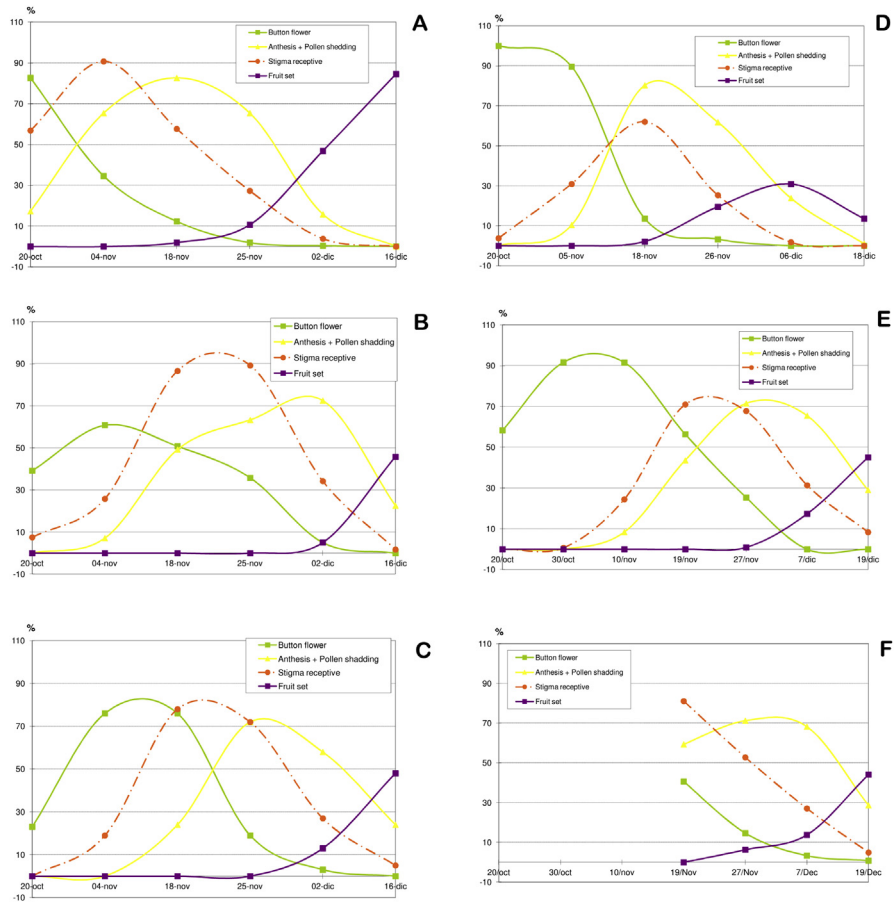 %
A
110
90
70
50
30
10
-10
Button flower
Anthesis + Pollen shedding
Stigma receptive
Fruit set
20-oct 04-nov 18-nov 25-nov 02-dic 16-dic
%
D
110
90
70
50
30
10
-10
Button flower
Anthesis + Pollen shedding
Stigma receptive
Fruit set
20-oct 05-nov 18-nov 26-nov 06-dic 18-dic
%
B
110
90
70
50
30
10
-10
Button flower
Anthesis + Pollen shadding
Stigma receptive
Fruit set
20-oct 04-nov 18-nov 25-nov 02-dic 16-dic
%
E
110
90
70
50
30
10
-10
Button flower
Anthesis + Pollen shadding
Stigma receptive
Fruit set
20/oct 30/oct 10/nov 19/nov 27/nov 7/dic 19/dic
%
C
110
90
70
50
30
10
-10
Button flower
Anthesis + Pollen shadding
Stigma receptive
Fruit set
20-oct 04-nov 18-nov 25-nov 02-dic 16-dic
%
F
110
90
70
50
30
10
-10
Button flower
Anthesis + Pollen shadding
Stigma receptive
Fruit set
20/oct 30/oct 10/nov 19/Nov 27/Nov 7/Dec 19/Dec